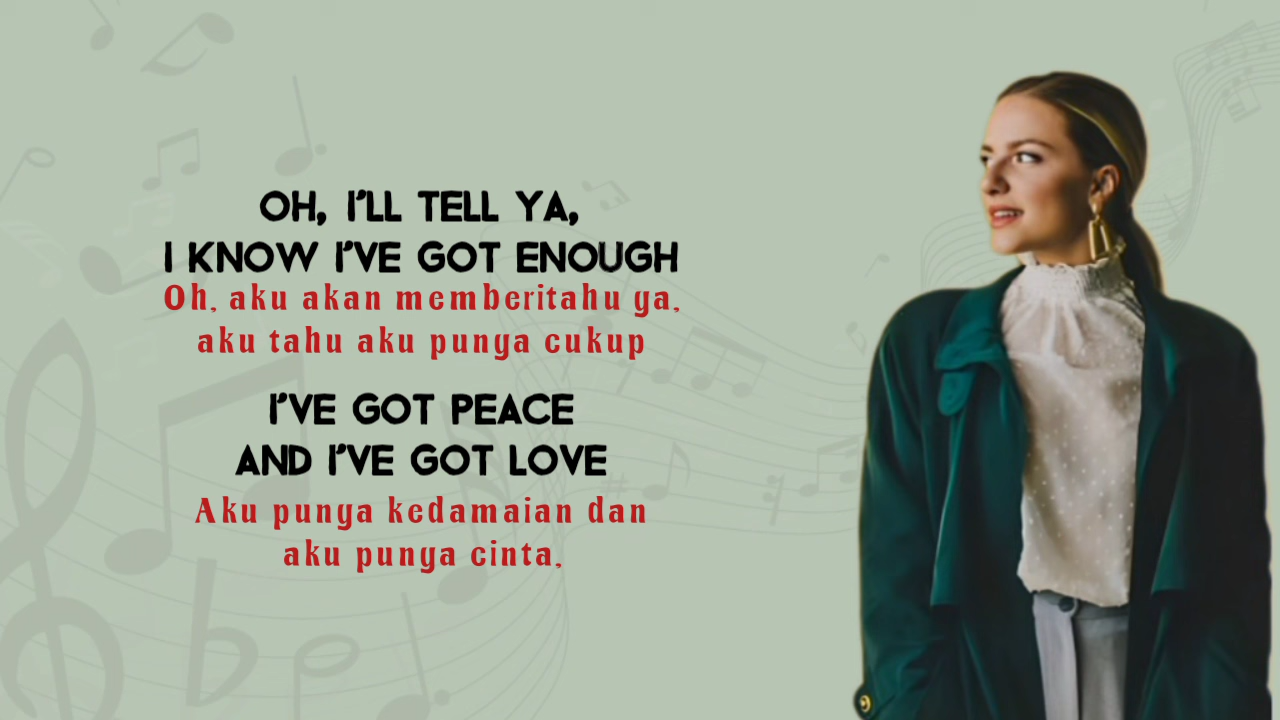 OH, I'LL TELL YA,
I KNOW I'VE GOT ENOUGH
Oh, aku akan memberitahu ya,
aku tahu aku punya cukup
I'VE GOT PEACE
AND I'VE GOT LOVE
Aku punya kedamaian dan
aku punya cinta,